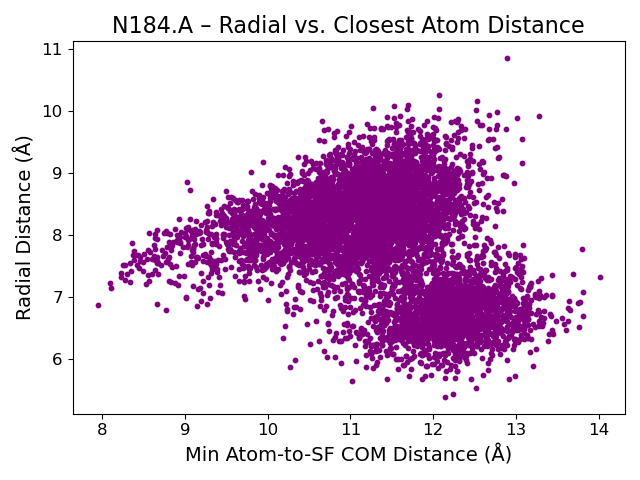 N184.A – Radial vs. Closest Atom Distance
11
10
9
8
7
6
Radial Distance (Å)
8 9 10 11 12 13 14
Min Atom-to-SF COM Distance (Å)